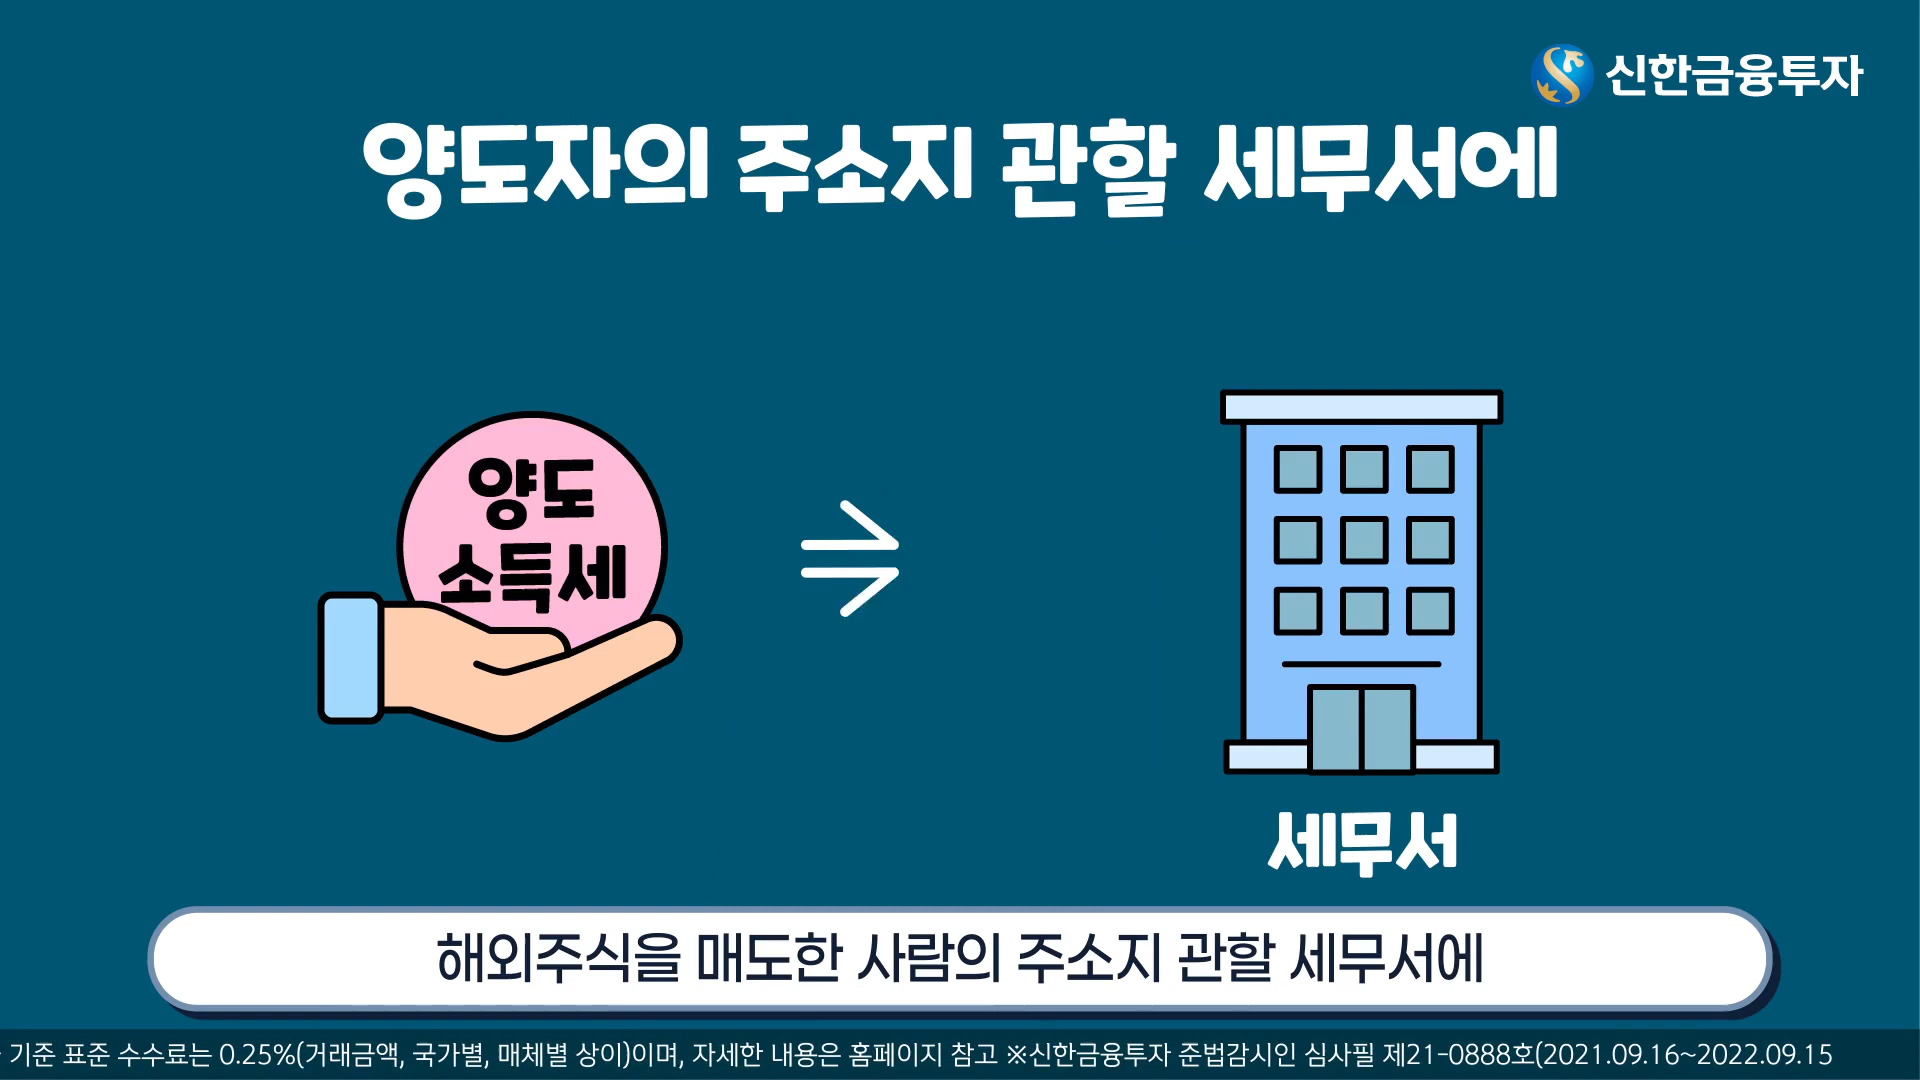 신한금융투자
양도자의 주소지 관할 세무서에
양도
소득세
세무서
해외주식을 매도한 사람의 주소지 관할 세무서에
기준 표준 수수료는 0.25%(거래금액, 국가별, 매체별 상이)이며, 자세한 내용은 홈페이지 참고 ※신한금융투자 준법감시인 심사필 제21-0888호(2021.09.16~2022.09.15